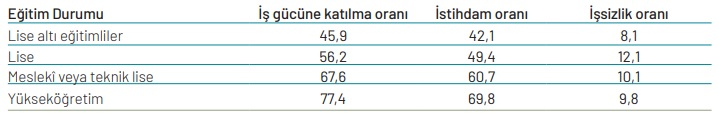 Eğitim Durumu İş gücüne katılma oranı İstihdam oranı İşsizlik oranı
Lise altı eğitimliler 45,9 42,1 8,1
Lise 56,2 49,4 12,1
Meslekî veya teknik lise 67,6 60,7 10,1
Yükseköğretim 77,4 69,8 9,8